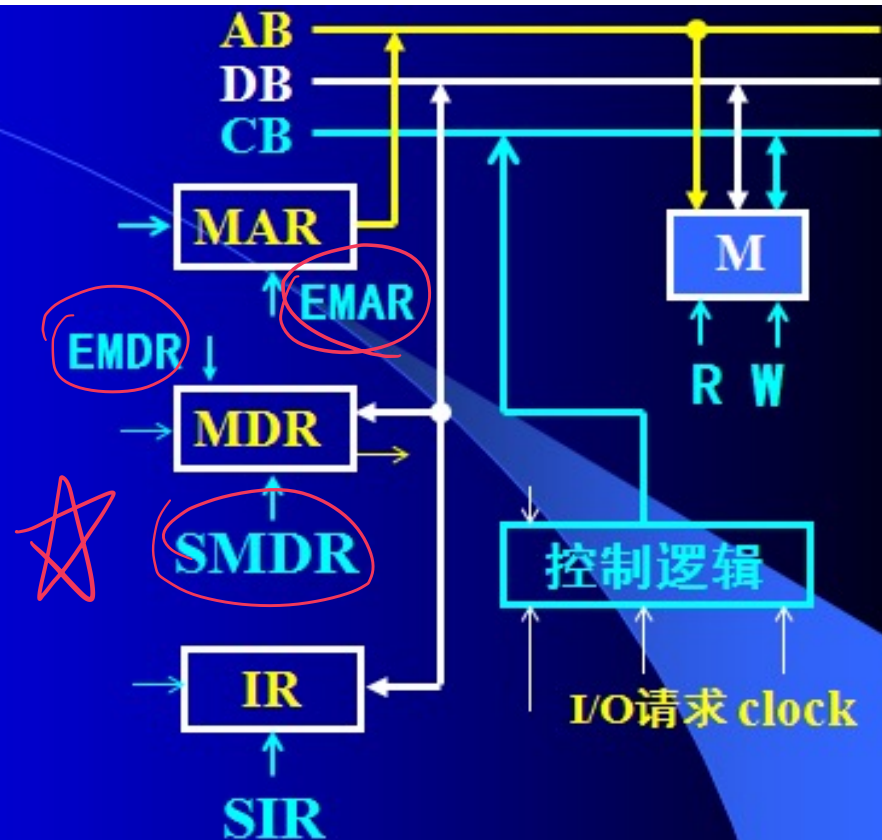 AB
DB
CB
MAR
M
EMAR
EMDR
R W
MDR
SMDR
控制逻辑
IR
I/O请求 clock
SIR